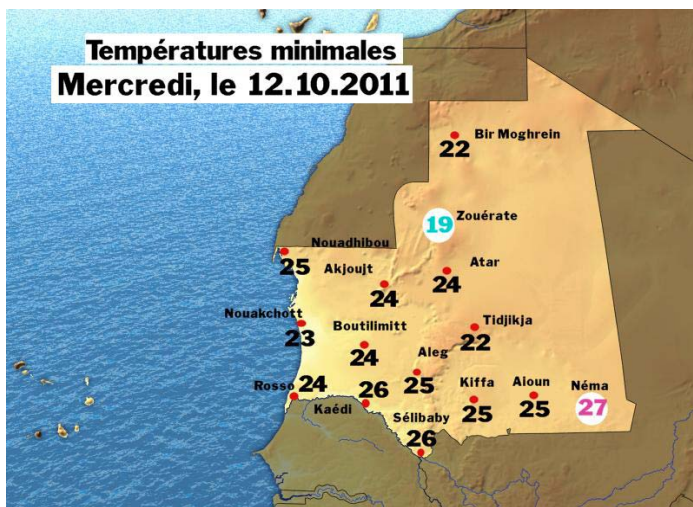 Températures minimales
Mercredi, le 12.10.2011
Bir Moghrein
22
Zouérate
19
Nouadhibou
25
Atar
24
Akjoujt
24
Nouakchott
23
Tidjikja
22
Boutilimitt
24
Aleg
25
Rosso 24
Kaédi
26
Kiffa
25
Aioun
25
Néma
27
Sélibaby
26